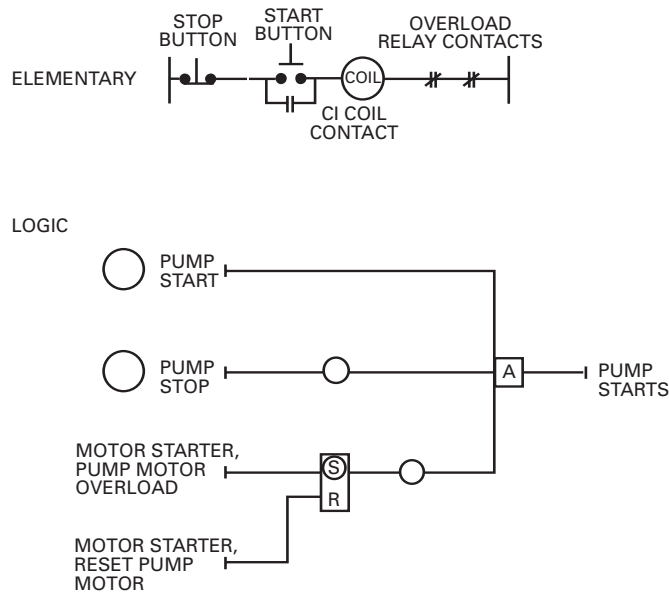 STOP
BUTTON
START
BUTTON
OVERLOAD
RELAY CONTACTS
ELEMENTARY
COIL
CI COIL
CONTACT
LOGIC
PUMP
START
PUMP
STOP
A
PUMP
STARTS
MOTOR STARTER,
PUMP MOTOR
OVERLOAD
S
R
MOTOR STARTER,
RESET PUMP
MOTOR